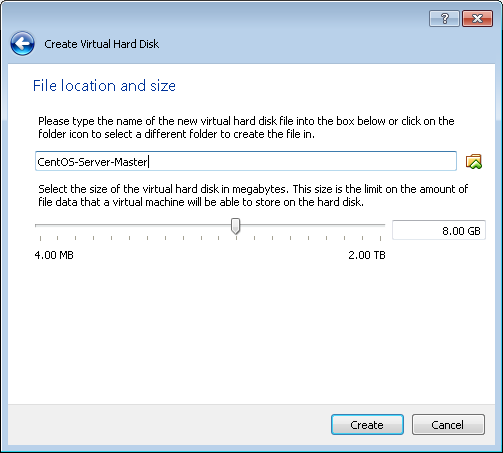 Create Virtual Hard Disk
File location and size
Please type the name of the new virtual hard disk file into the box below or click on the
folder icon to select a different folder to create the file in.
CentOS-Server-Master
Select the size of the virtual hard disk in megabytes. This size is the limit on the amount of
file data that a virtual machine will be able to store on the hard disk.
8.00 GB
4.00 MB 2.00 TB
Create Cancel